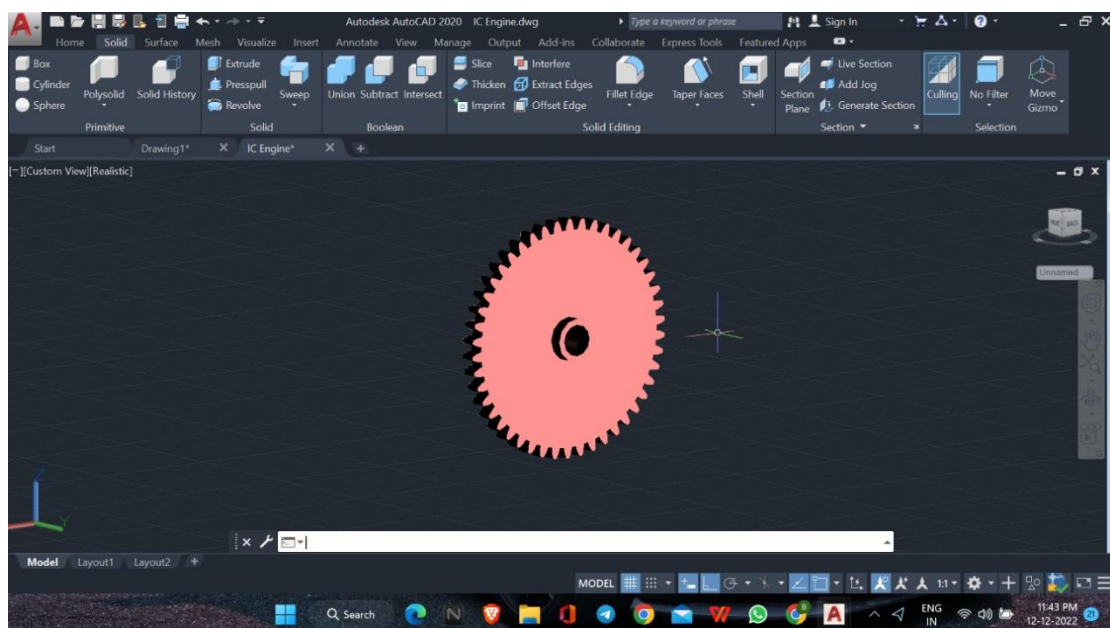 Autodesk AutoCAD 2020 IC Engine.dwg Type a keyword or phrase Sign In
Home Solid Surface Mesh Visualize Insert Annotate View Manage Output Add-ins Collaborate Express Tools Featured Apps
Box Extrude Slice Interfere Live Section
Cylinder Presspull Thicken Extract Edges Add Jog
Sphere Revolve Imprint Offset Edge Generate Section
Polysolid Solid History Sweep Union Subtract Intersect Fillet Edge Taper Faces Shell Section Plane Culling No Filter Move Gizmo
Primitive Solid Boolean Solid Editing Section Selection
Start Drawing1* IC Engine*
[−][Custom View][Realistic]
BACK
Unnamed
Z
Y
Model Layout1 Layout2
MODEL 1:1
Search
ENG
IN
11:43 PM
12-12-2022
21